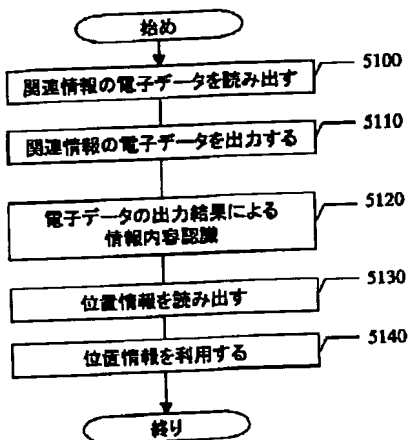 始め
関連情報の電子データを読み出す
5100
関連情報の電子データを出力する
5110
電子データの出力結果による
情報内容認識
5120
位置情報を読み出す
5130
位置情報を利用する
5140
終り